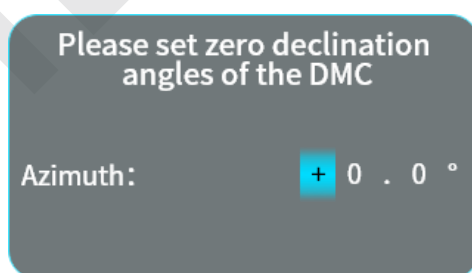 Please set zero declination
angles of the DMC
Azimuth: + 0 . 0 °